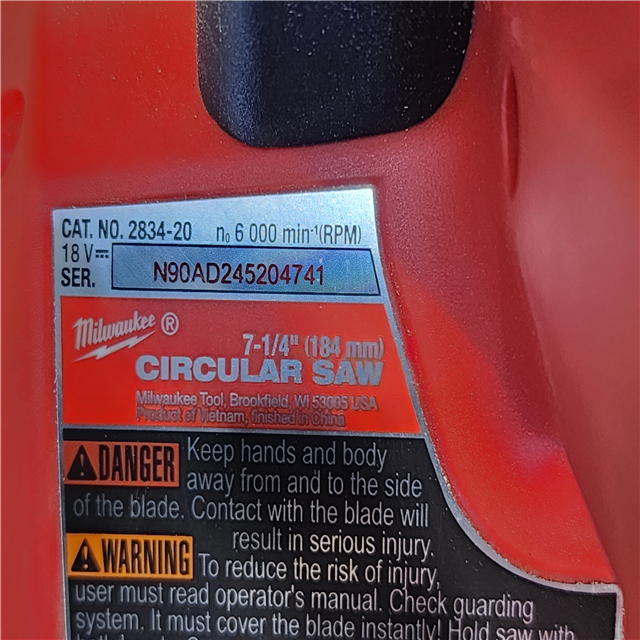 CAT. NO. 2834-20 n₀ 6 000 min⁻¹(RPM)
18 V⎓
SER. N90AD245204741
Milwaukee ®
7-1/4" (184 mm)
CIRCULAR SAW
Milwaukee Tool, Brookfield, WI 53005 USA
Product of Vietnam, finished in China
DANGER Keep hands and body
away from and to the side
of the blade. Contact with the blade will
result in serious injury.
WARNING To reduce the risk of injury,
user must read operator's manual. Check guarding
system. It must cover the blade instantly! Hold saw with